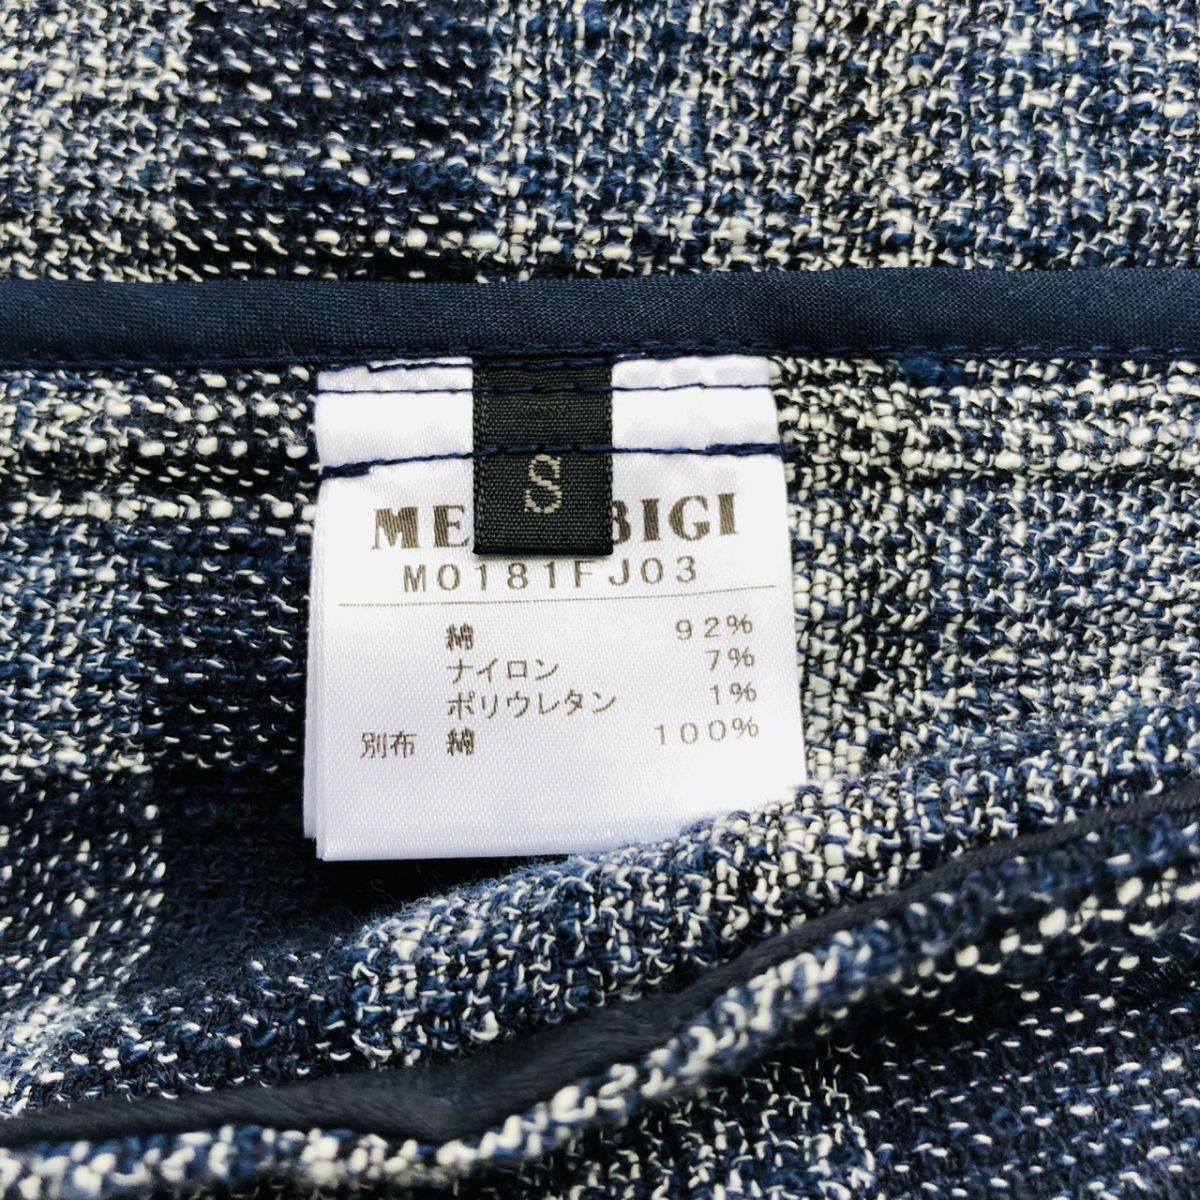 S
ME BIGI
M0181FJ03
綿 92%
ナイロン 7%
ポリウレタン 1%
別布 綿 100%